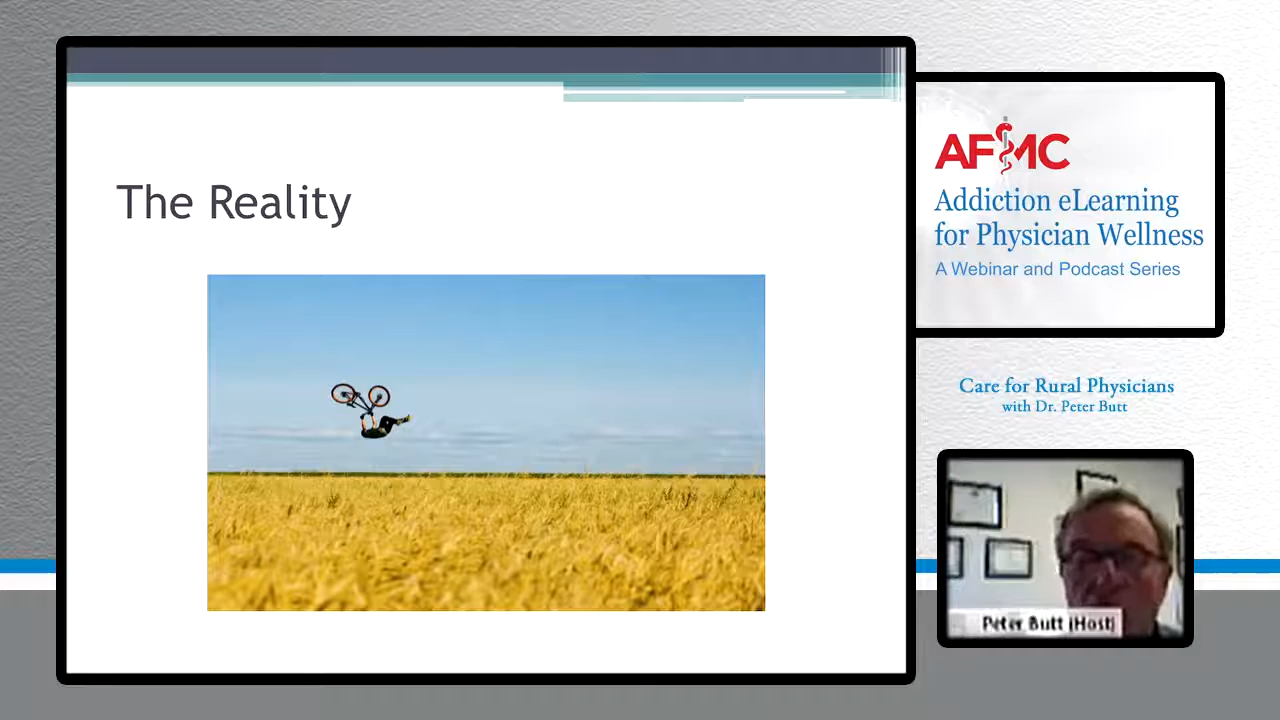 The Reality
AFMC
Addiction eLearning
for Physician Wellness
A Webinar and Podcast Series
Care for Rural Physicians
with Dr. Peter Butt
Peter Butt (Host)